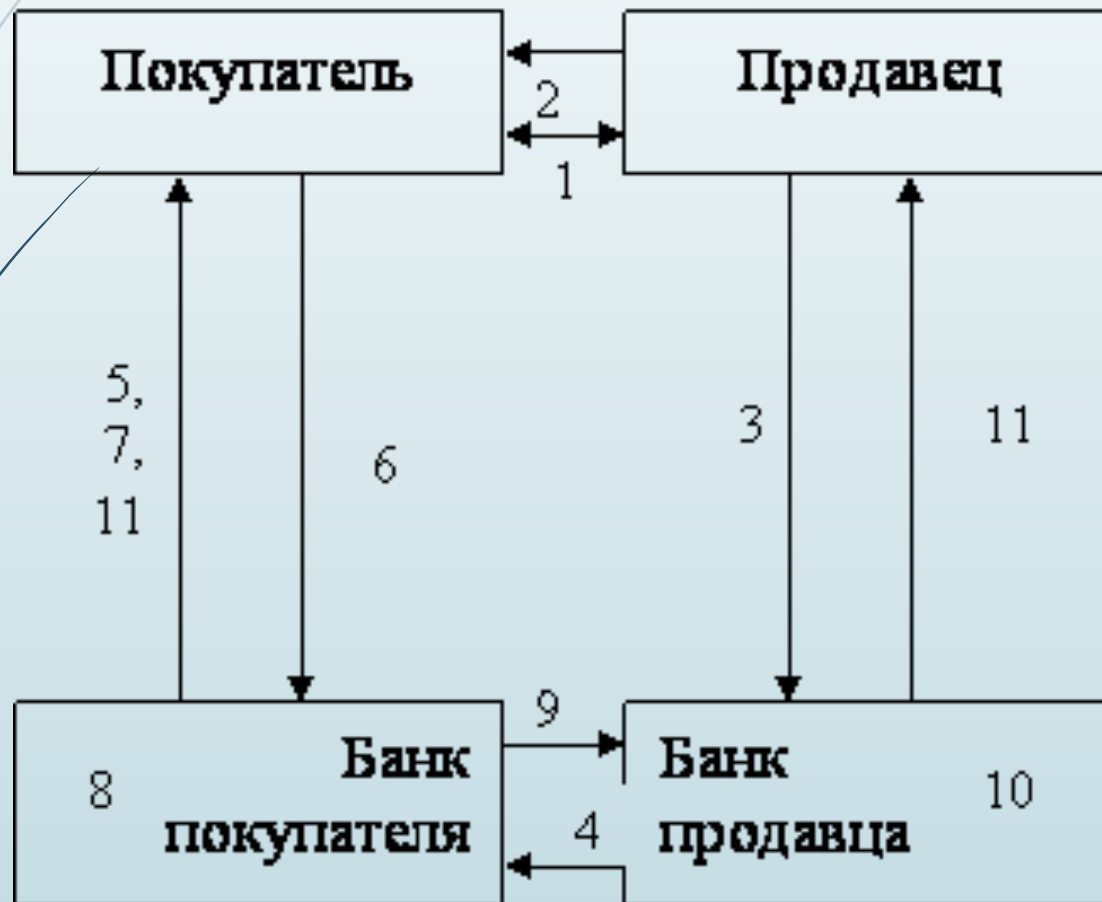 Покупатель
Продавец
2
1
5,
7,
11
6
3
11
9
Банк
покупателя
8
4
Банк
продавца
10